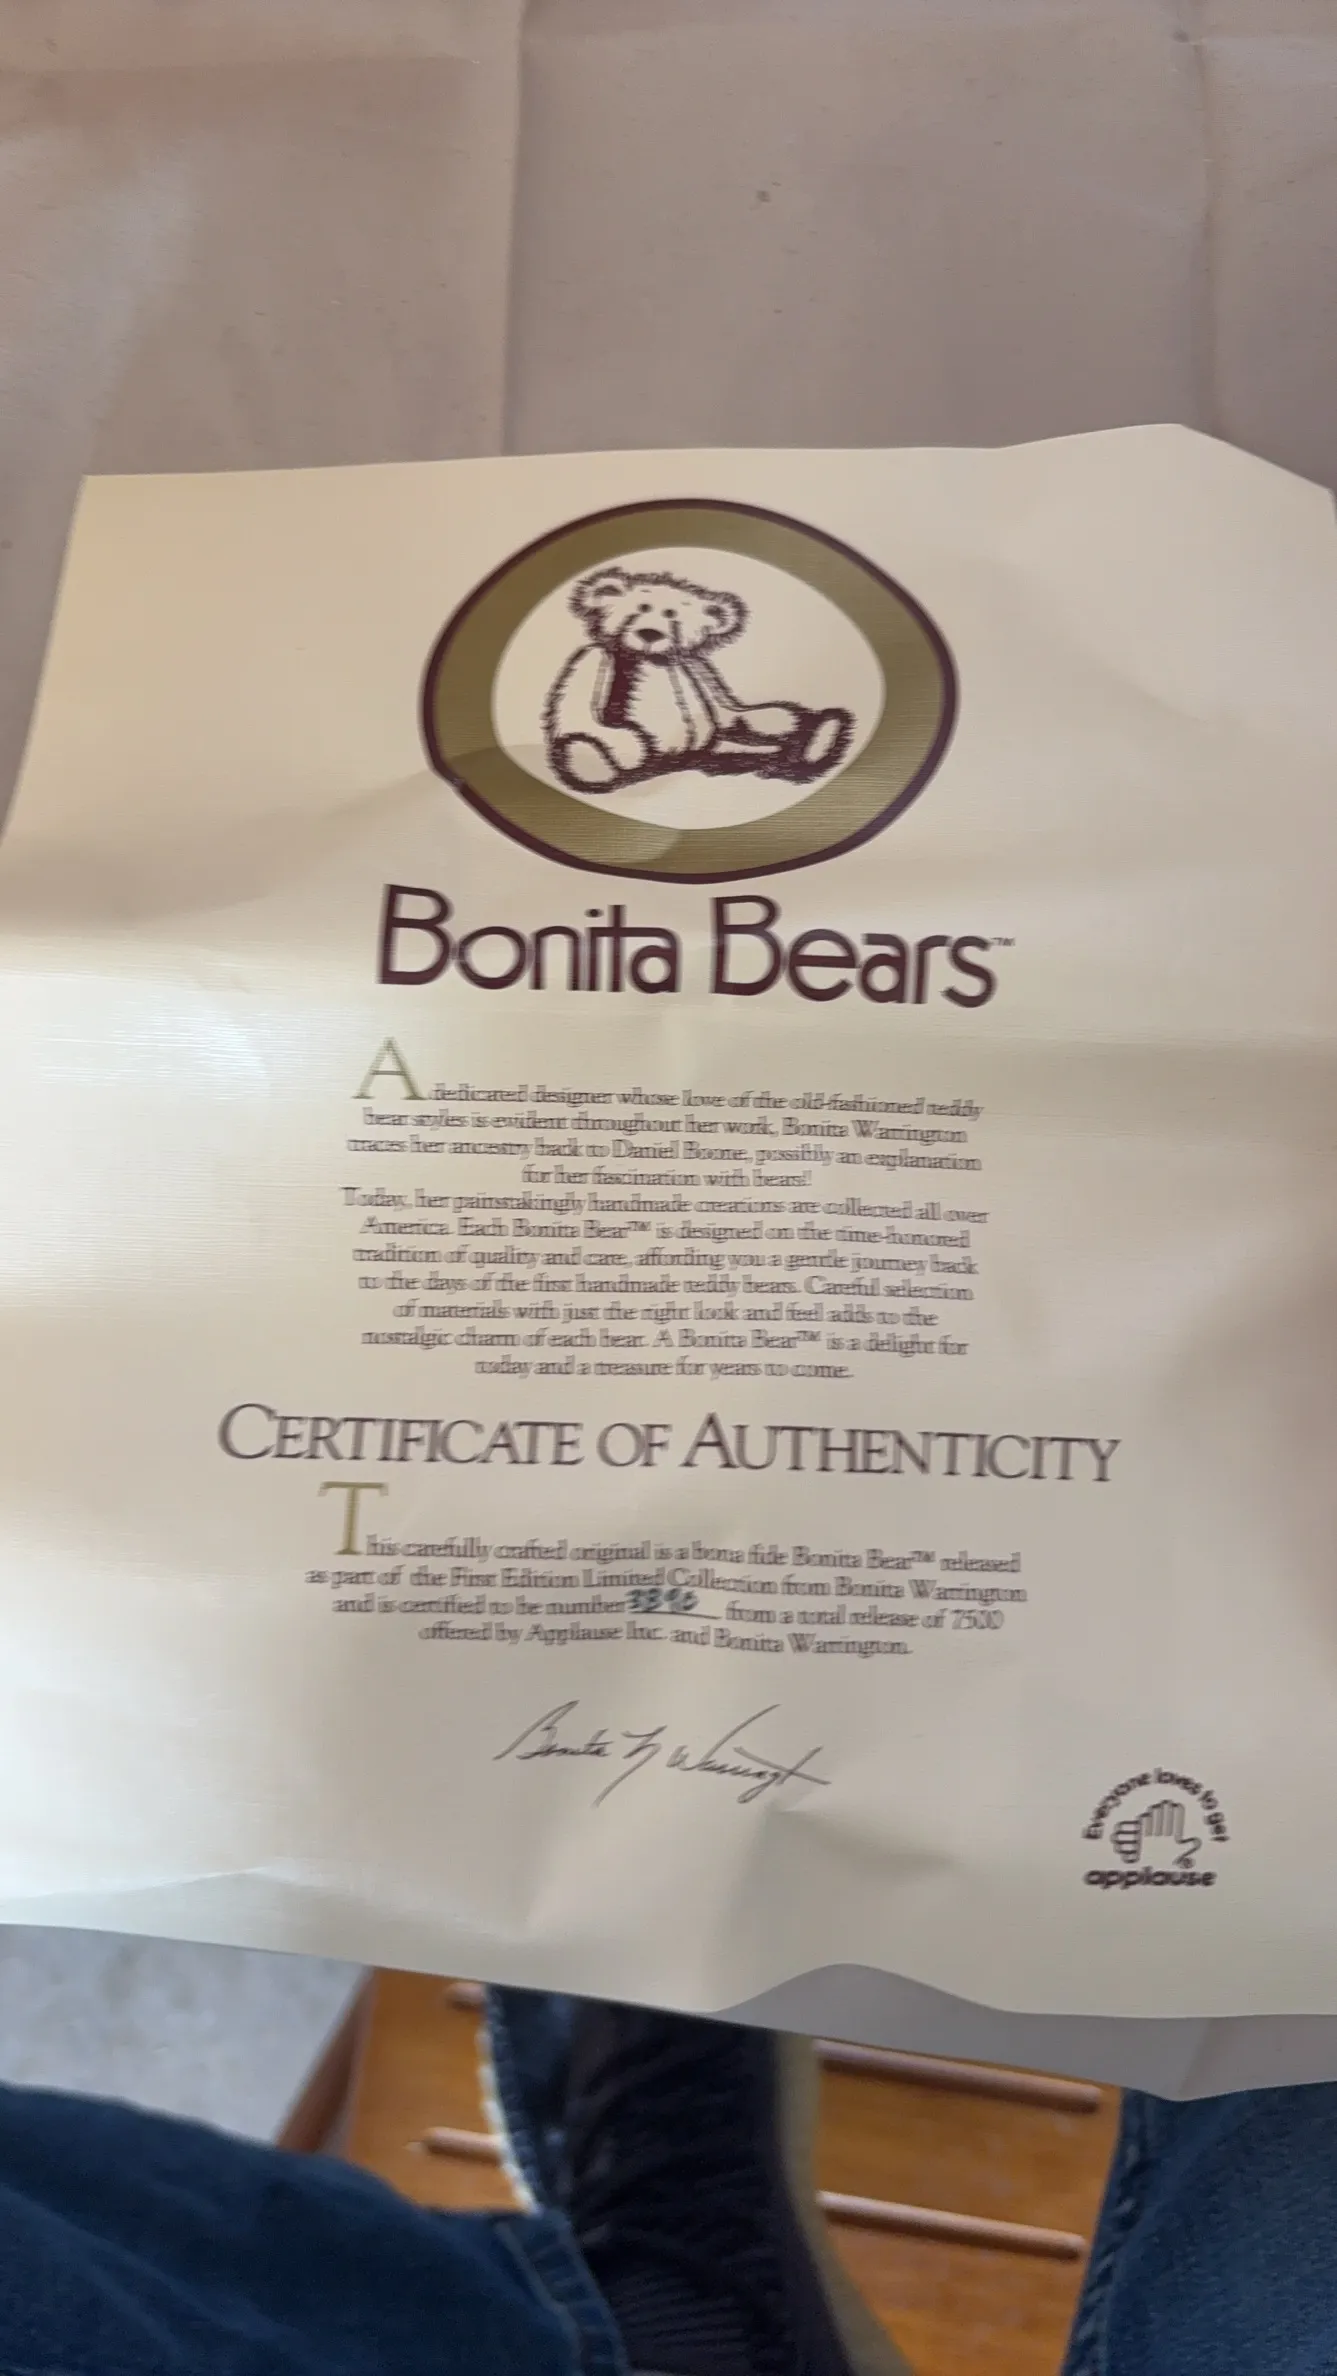 Bonita Bears™
A dedicated designer whose love of the old-fashioned teddy
bear styles is evident throughout her work, Bonita Warrington
traces her ancestry back to Daniel Boone, possibly an explanation
for her fascination with bears!
Today, her painstakingly handmade creations are collected all over
America. Each Bonita Bear™ is designed on the time-honored
tradition of quality and care, affording you a gentle journey back
to the days of the first handmade teddy bears. Careful selection
of materials with just the right look and feel adds to the
nostalgic charm of each bear. A Bonita Bear™ is a delight for
today and a treasure for years to come.
CERTIFICATE OF AUTHENTICITY
This carefully crafted original is a bona fide Bonita Bear™ released
as part of the First Edition Limited Collection from Bonita Warrington
and is certified to be number from a total release of 7500
offered by Applause Inc. and Bonita Warrington.
Everyone loves to get
applause